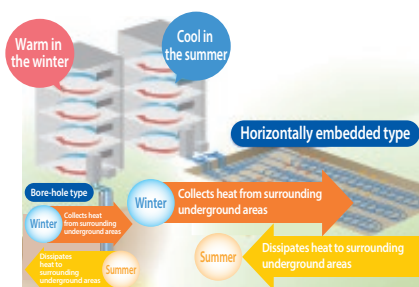 Warm in
the winter
Cool in
the summer
Horizontally embedded type
Bore-hole type
Winter
Collects heat
from surrounding
underground areas
Winter
Collects heat from surrounding
underground areas
Dissipates
heat to
surrounding
underground areas
Summer
Summer
Dissipates heat to surrounding
underground areas